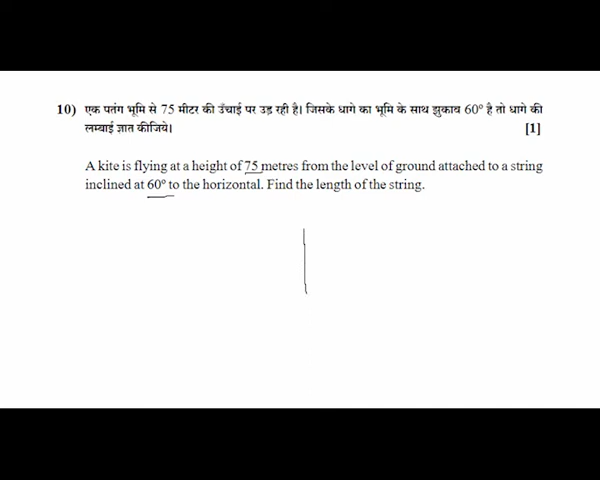 10) एक पतंग भूमि से 75 मीटर की उँचाई पर उड़ रही है। जिसके धागे का भूमि के साथ झुकाव 60° है तो धागे की
लम्बाई ज्ञात कीजिये। [1]
A kite is flying at a height of 75 metres from the level of ground attached to a string
inclined at 60° to the horizontal. Find the length of the string.